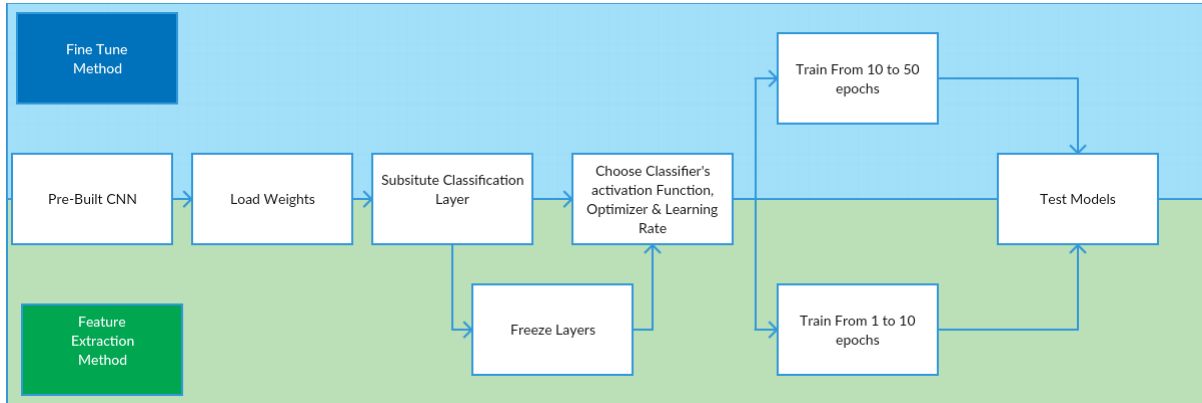 Fine Tune
Method
Train From 10 to 50
epochs
Pre-Built CNN
Load Weights
Subsitute Classification
Layer
Choose Classifier's
activation Function,
Optimizer & Learning
Rate
Test Models
Feature
Extraction
Method
Freeze Layers
Train From 1 to 10
epochs